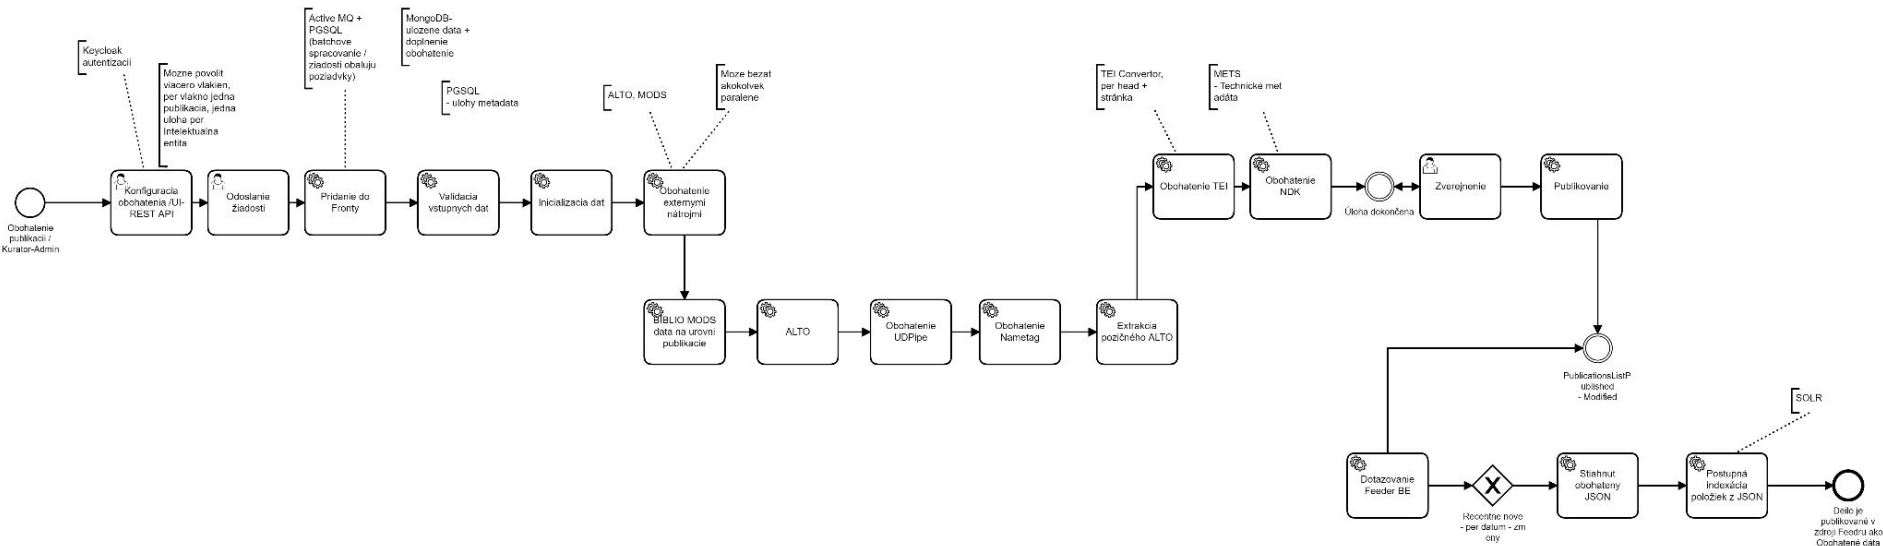 Keycloak
autentizacii
Mozne povolit
viacero vlakien,
per vlakno jedna
publikacia, jedna
uloha per
Intelektualna
entita
Active MQ +
PGSQL
(batchove
spracovanie /
ziadosti obaluju
poziadvky)
MongoDB-
ulozene data +
doplnenie
obohatenie
PGSQL
- ulohy metadata
ALTO, MODS
Moze bezat
akokolvek
paralene
TEI Convertor,
per head +
stránka
METS
- Technické met
adáta
Obohatenie
publikacii /
Kurator-Admin
Konfiguracia
obohatenia /UI-
REST API
Odoslanie
žiadosti
Pridanie do
Fronty
Validacia
vstupnych dat
Inicializacia dat
Obohatenie
externymi
nátrojmi
Obohatenie TEI
Obohatenie
NDK
Úloha dokončena
Zverejnenie
Publikovanie
BIBLIO MODS
data na urovni
publikacie
ALTO
Obohatenie
UDPipe
Obohatenie
Nametag
Extrakcia
pozičného ALTO
PublicationsListP
ublished
- Modified
SOLR
Dotazovanie
Feeder BE
Recentne nove
- per datum - zm
eny
Stiahnut
obohateny
JSON
Postupná
indexácia
položiek z JSON
Deilo je
publikované v
zdroji Feedru ako
Obohatené dáta